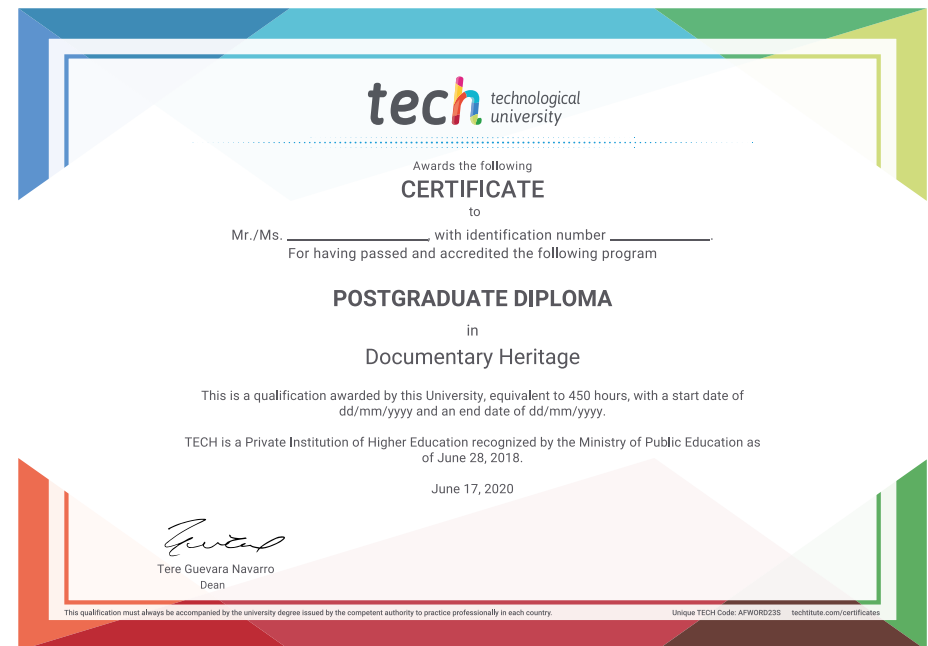 tech technological
university
Awards the following
CERTIFICATE
to
Mr./Ms. ____________, with identification number ____________.
For having passed and accredited the following program
POSTGRADUATE DIPLOMA
in
Documentary Heritage
This is a qualification awarded by this University, equivalent to 450 hours, with a start date of
dd/mm/yyyy and an end date of dd/mm/yyyy.
TECH is a Private Institution of Higher Education recognized by the Ministry of Public Education as
of June 28, 2018.
June 17, 2020
Tere Guevara Navarro
Dean
This qualification must always be accompanied by the university degree issued by the competent authority to practice professionally in each country. Unique TECH Code: AFWORD23S techtitute.com/certificates